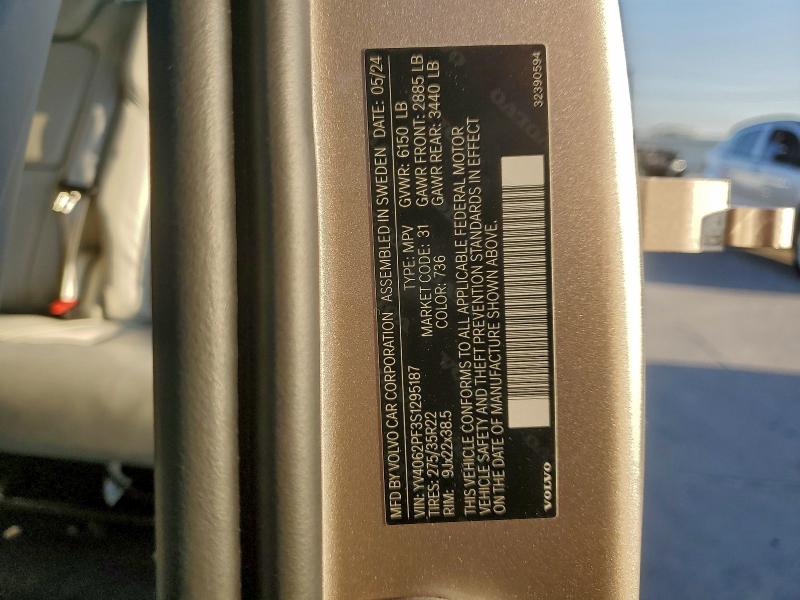 MFD BY VOLVO CAR CORPORATION ASSEMBLED IN SWEDEN DATE: 05/24
VIN: YV4062PF3S1295187 TYPE: MPV GVWR: 6150 LB
TIRES: 275/35R22 MARKET CODE: 31 GAWR FRONT: 2885 LB
RIM: 9Jx22x38.5 COLOR: 736 GAWR REAR: 3440 LB
THIS VEHICLE CONFORMS TO ALL APPLICABLE FEDERAL MOTOR
VEHICLE SAFETY AND THEFT PREVENTION STANDARDS IN EFFECT
ON THE DATE OF MANUFACTURE SHOWN ABOVE.
VOLVO
32390594